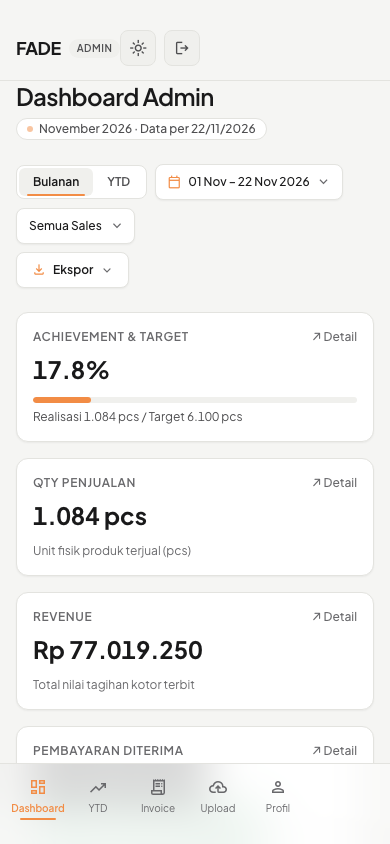 FADE ADMIN
Dashboard Admin
November 2026 · Data per 22/11/2026
Bulanan YTD 01 Nov – 22 Nov 2026
Semua Sales
Ekspor
ACHIEVEMENT & TARGET Detail
17.8%
Realisasi 1.084 pcs / Target 6.100 pcs
QTY PENJUALAN Detail
1.084 pcs
Unit fisik produk terjual (pcs)
REVENUE Detail
Rp 77.019.250
Total nilai tagihan kotor terbit
PEMBAYARAN DITERIMA Detail
Dashboard YTD Invoice Upload Profil